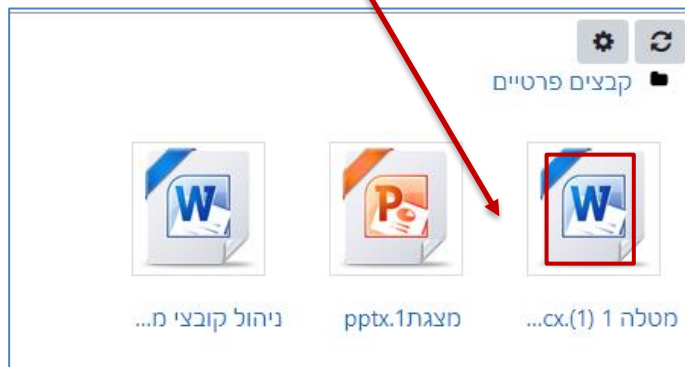 קבצים פרטיים
W
P
W
מטלה 1 (1).cx...
מצגת1.pptx
ניהול קובצי מ...